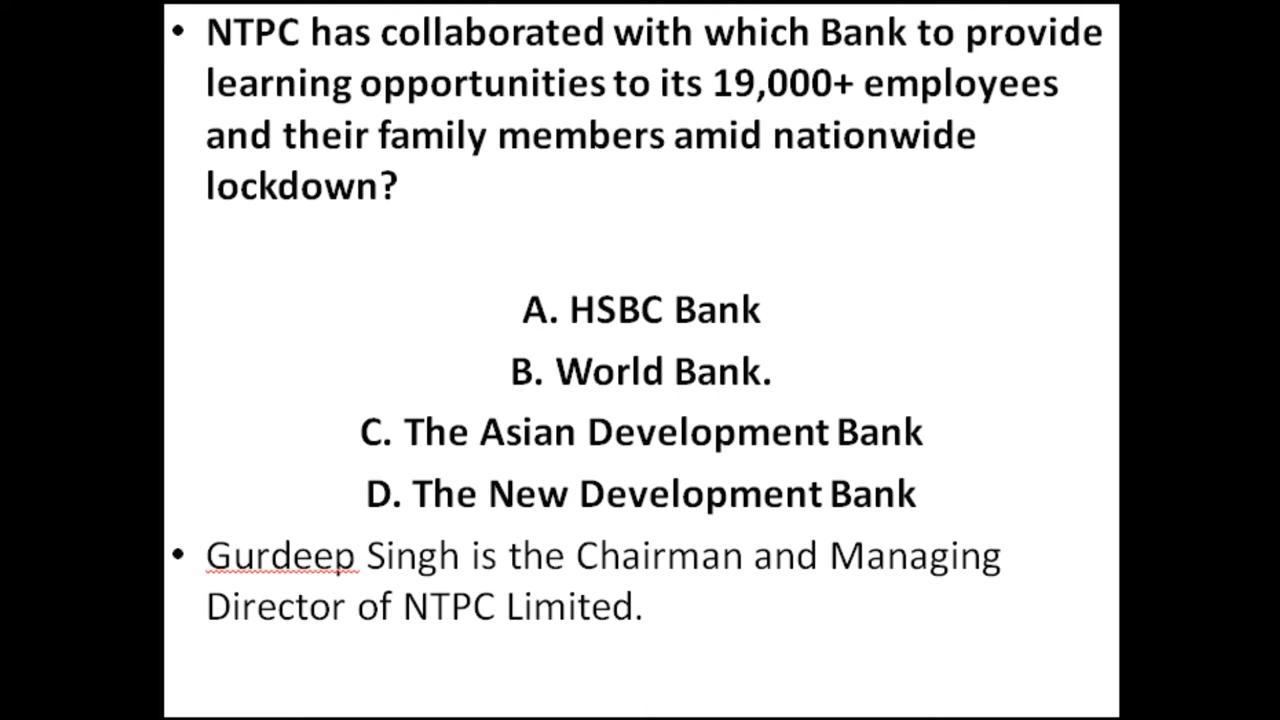 • NTPC has collaborated with which Bank to provide
learning opportunities to its 19,000+ employees
and their family members amid nationwide
lockdown?
A. HSBC Bank
B. World Bank.
C. The Asian Development Bank
D. The New Development Bank
• Gurdeep Singh is the Chairman and Managing
Director of NTPC Limited.